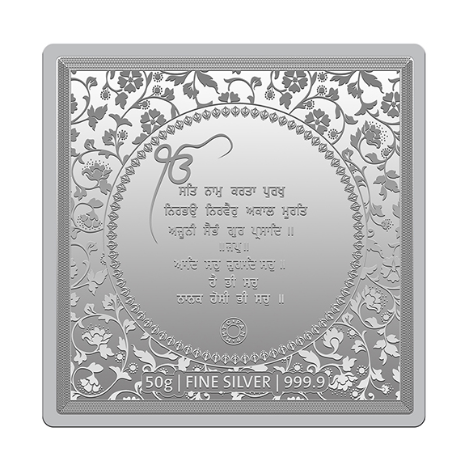 ੴ
ਸਤਿ ਨਾਮੁ ਕਰਤਾ ਪੁਰਖੁ
ਨਿਰਭਉ ਨਿਰਵੈਰੁ ਅਕਾਲ ਮੂਰਤਿ
ਅਜੂਨੀ ਸੈਭੰ ਗੁਰ ਪ੍ਰਸਾਦਿ ॥
॥ਜਪੁ॥
ਆਦਿ ਸਚੁ ਜੁਗਾਦਿ ਸਚੁ
ਹੈ ਭੀ ਸਚੁ
ਨਾਨਕ ਹੋਸੀ ਭੀ ਸਚੁ ॥
50g | FINE SILVER | 999.9